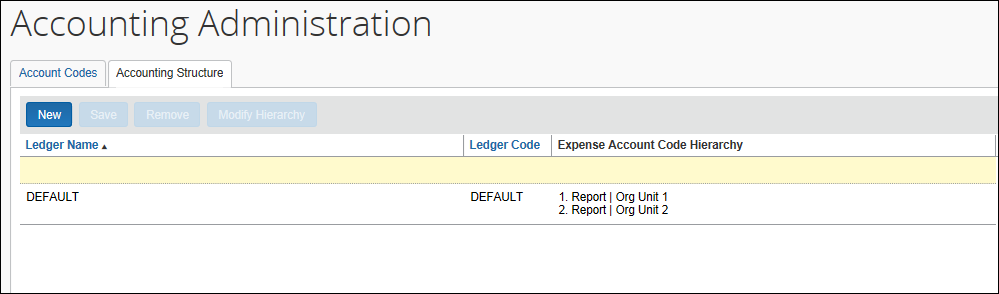 Accounting Administration
Account Codes Accounting Structure
New Save Remove Modify Hierarchy
Ledger Name ▲ Ledger Code Expense Account Code Hierarchy
DEFAULT DEFAULT 1. Report | Org Unit 1
2. Report | Org Unit 2